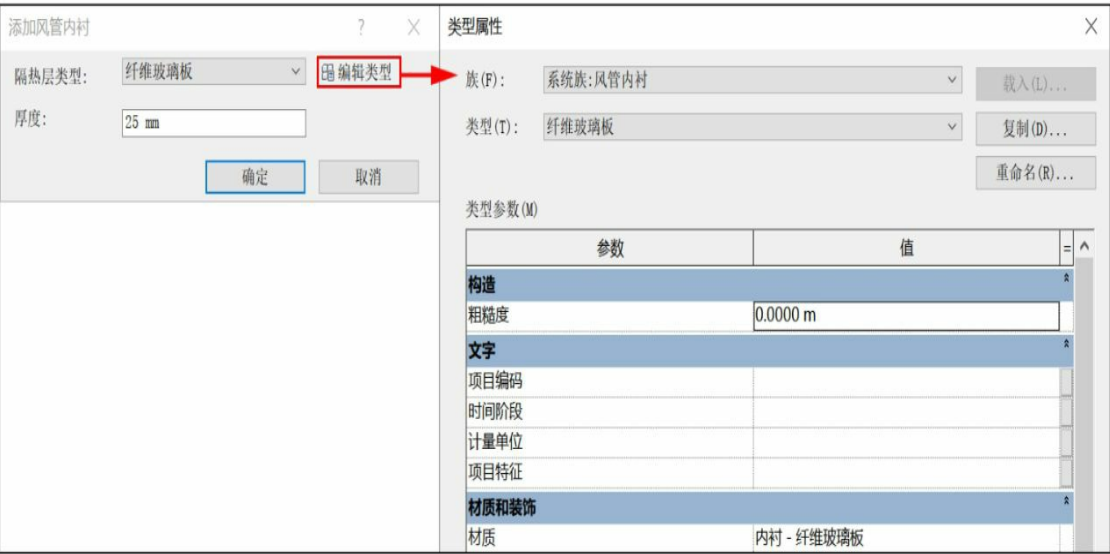 添加风管内衬
隔热层类型:
纤维玻璃板
编辑类型
厚度:
25 mm
确定
取消
类型属性
族(F):
系统族:风管内衬
载入(L)...
类型(T):
纤维玻璃板
复制(D)...
重命名(R)...
类型参数(M)
参数
值
=
构造
粗糙度
0.0000 m
文字
项目编码
时间阶段
计量单位
项目特征
材质和装饰
材质
内衬 - 纤维玻璃板